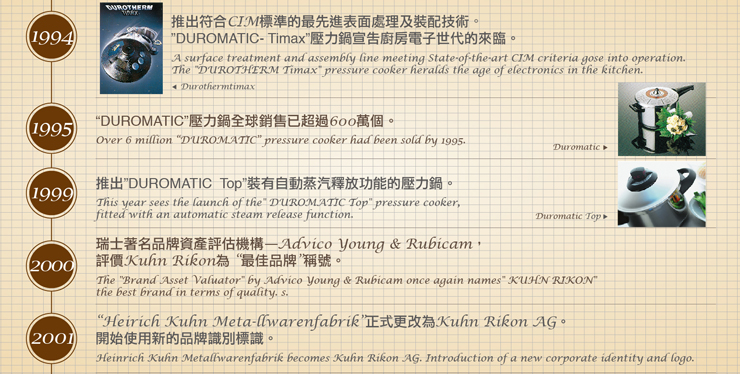 DUROTHERM
TIMAX
1994
推出符合CIM標準的最先進表面處理及裝配技術。
"DUROMATIC- Timax"壓力鍋宣告廚房電子世代的來臨。
A surface treatment and assembly line meeting State-of-the-art CIM criteria goes into operation.
The "DUROTHERM Timax" pressure cooker heralds the age of electronics in the kitchen.
◄ Durothermtimax
1995
“DUROMATIC”壓力鍋全球銷售已超過600萬個。
Over 6 million “DUROMATIC” pressure cooker had been sold by 1995.
Duromatic ►
1999
推出”DUROMATIC Top”裝有自動蒸汽釋放功能的壓力鍋。
This year sees the launch of the" DUROMATIC Top" pressure cooker,
fitted with an automatic steam release function.
Duromatic Top ►
2000
瑞士著名品牌資產評估機構—Advico Young & Rubicam，
評價Kuhn Rikon為 “最佳品牌”稱號。
The "Brand Asset Valuator" by Advico Young & Rubicam once again names" KUHN RIKON"
the best brand in terms of quality. s.
2001
“Heirich Kuhn Meta-llwarenfabrik”正式更改為Kuhn Rikon AG。
開始使用新的品牌識別標識。
Heinrich Kuhn Metallwarenfabrik becomes Kuhn Rikon AG. Introduction of a new corporate identity and logo.